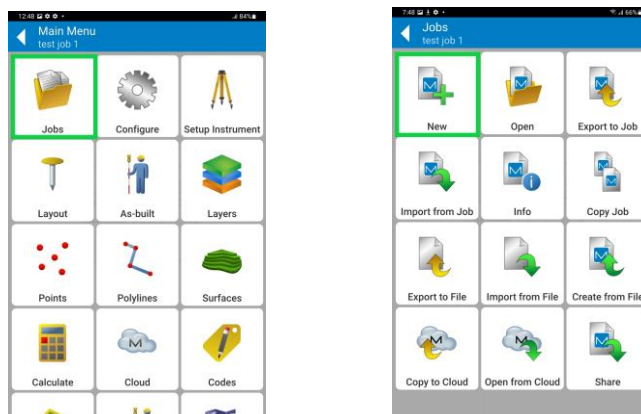 12:48
84%
Main Menu
test job 1
Jobs
Configure
Setup Instrument
Layout
As-built
Layers
Points
Polylines
Surfaces
Calculate
Cloud
Codes
7:48
66%
Jobs
test job 1
New
Open
Export to Job
Import from Job
Info
Copy Job
Export to File
Import from File
Create from File
Copy to Cloud
Open from Cloud
Share